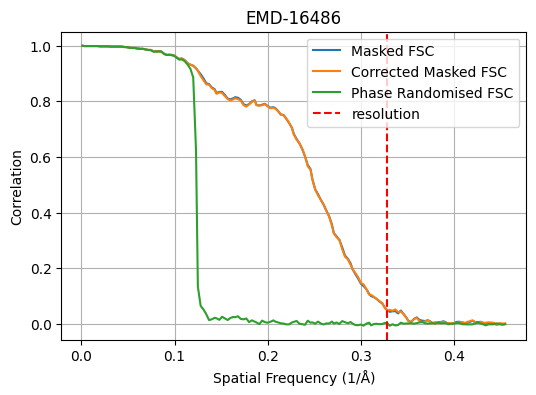 EMD-16486
Masked FSC
Corrected Masked FSC
Phase Randomised FSC
resolution
Correlation
1.0
0.8
0.6
0.4
0.2
0.0
0.0 0.1 0.2 0.3 0.4
Spatial Frequency (1/Å)